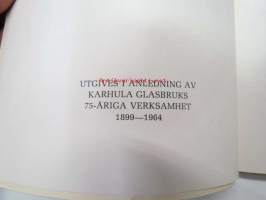 UTGIVES I ANLEDNING AV
KARHULA GLASBRUKS
75-ÅRIGA VERKSAMHET
1899—1964